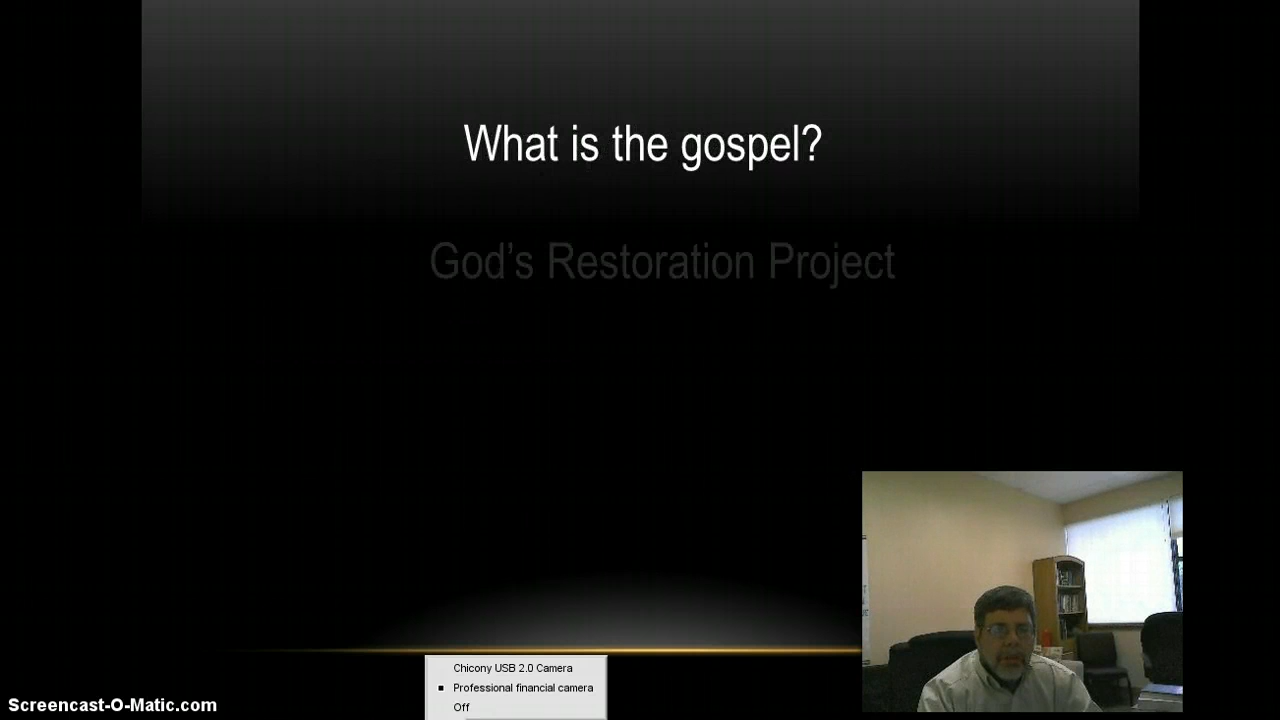 What is the gospel?
God's Restoration Project
Chicony USB 2.0 Camera
Professional financial camera
Off
Screencast-O-Matic.com